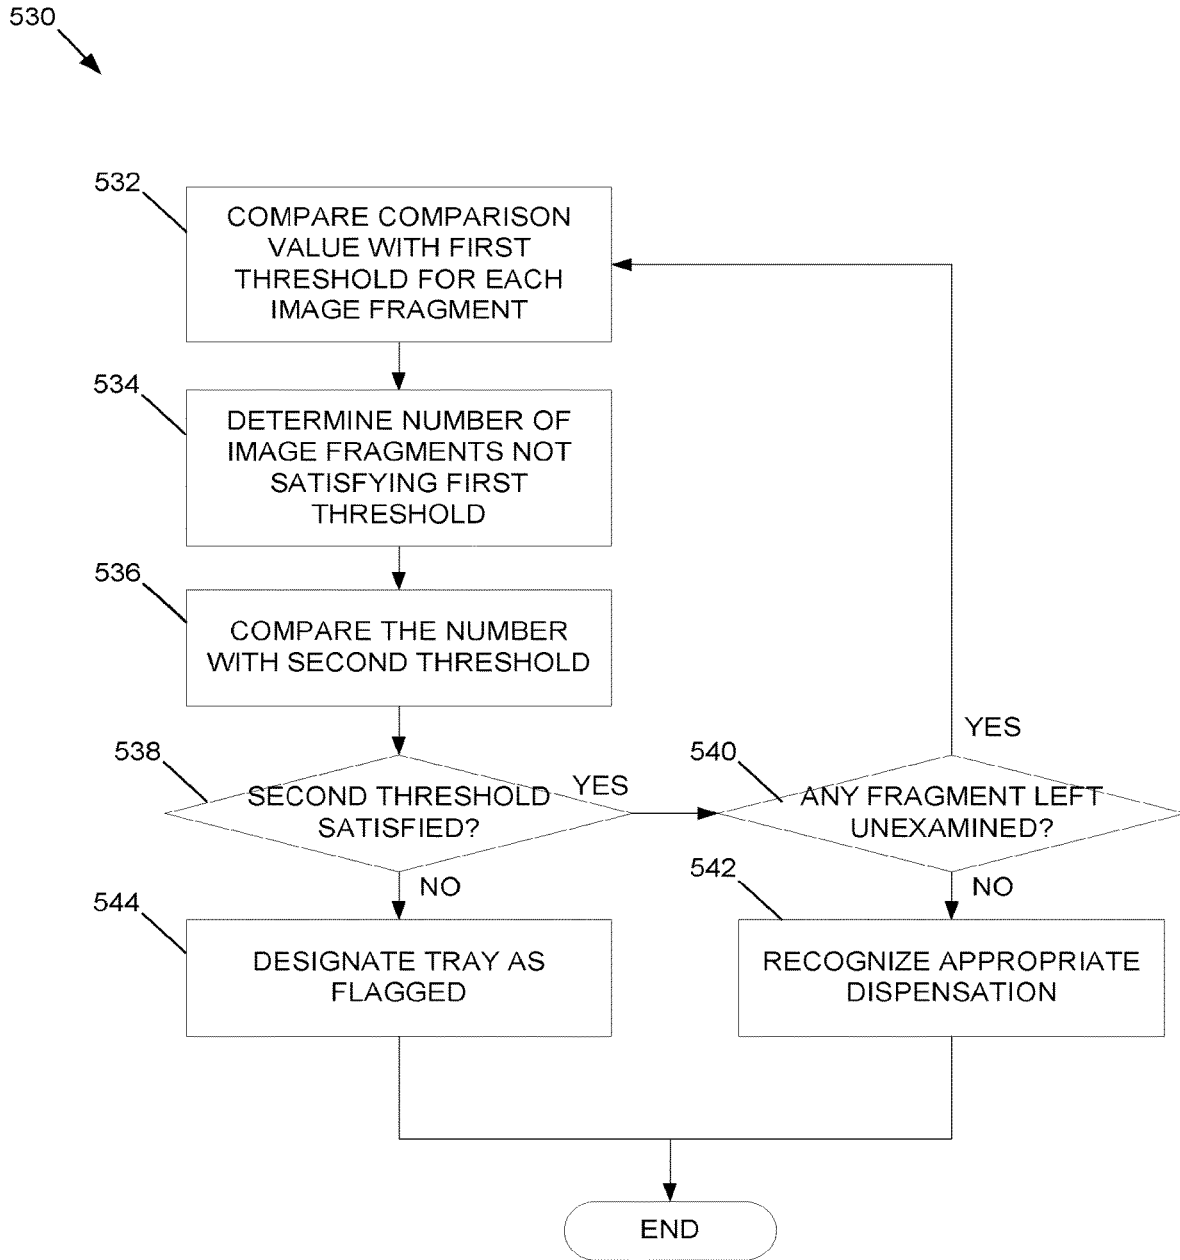 530
532
COMPARE COMPARISON
VALUE WITH FIRST
THRESHOLD FOR EACH
IMAGE FRAGMENT
534
DETERMINE NUMBER OF
IMAGE FRAGMENTS NOT
SATISFYING FIRST
THRESHOLD
536
COMPARE THE NUMBER
WITH SECOND THRESHOLD
538
SECOND THRESHOLD
SATISFIED?
YES
540
ANY FRAGMENT LEFT
UNEXAMINED?
YES
NO
544
DESIGNATE TRAY AS
FLAGGED
NO
542
RECOGNIZE APPROPRIATE
DISPENSATION
END